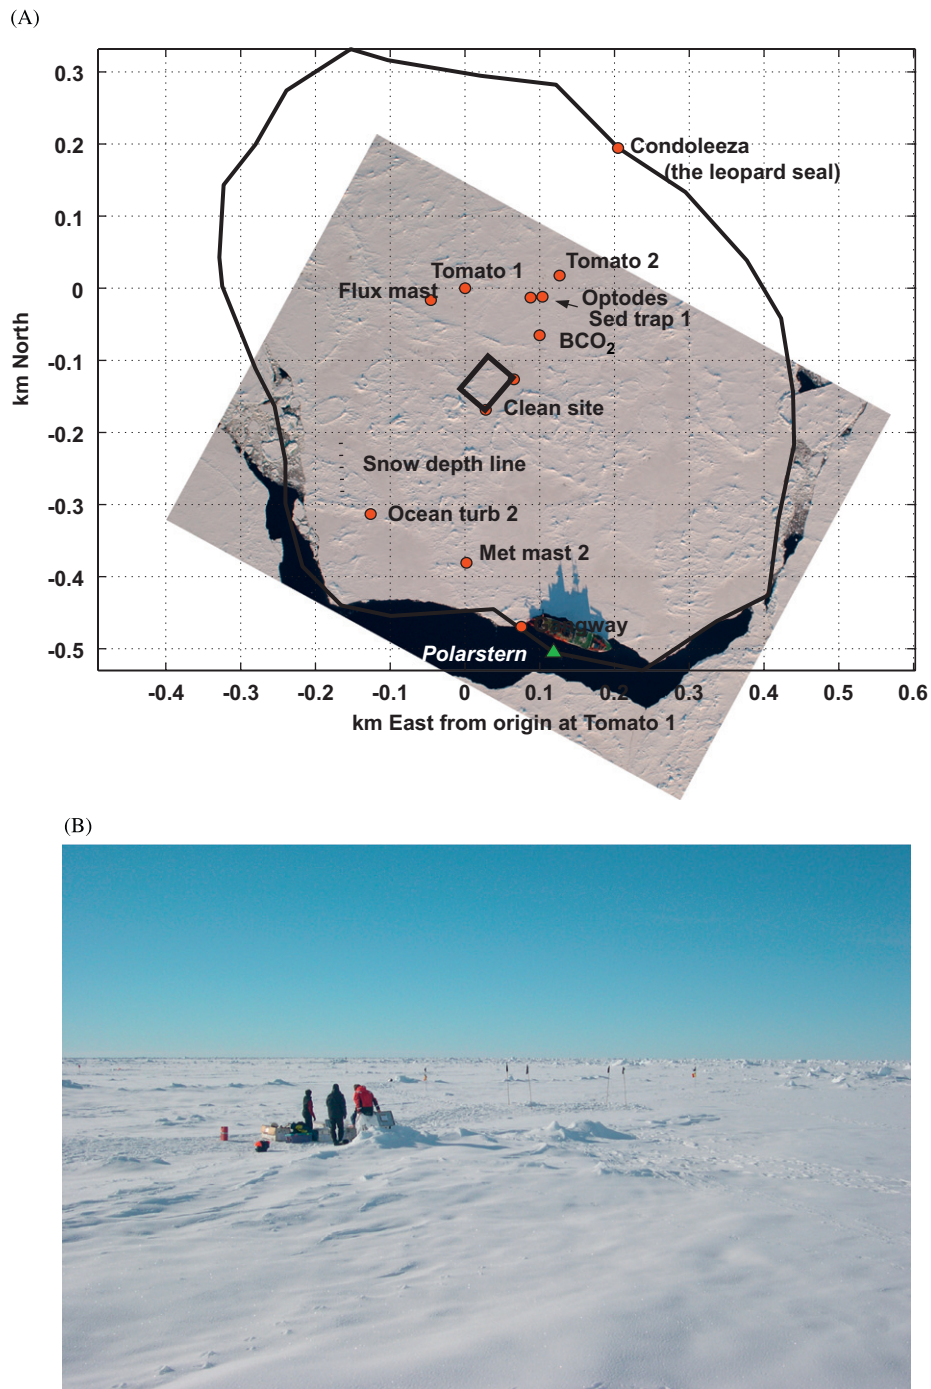 (A)
0.3
0.2
0.1
0
-0.1
-0.2
-0.3
-0.4
-0.5
km North
Condoleeza
(the leopard seal)
Tomato 1
Tomato 2
Flux mast
Optodes
Sed trap 1
BCO2
Clean site
Snow depth line
Ocean turb 2
Met mast 2
Gangway
Polarstern
-0.4
-0.3
-0.2
-0.1
0
0.1
0.2
0.3
0.4
0.5
0.6
km East from origin at Tomato 1
(B)